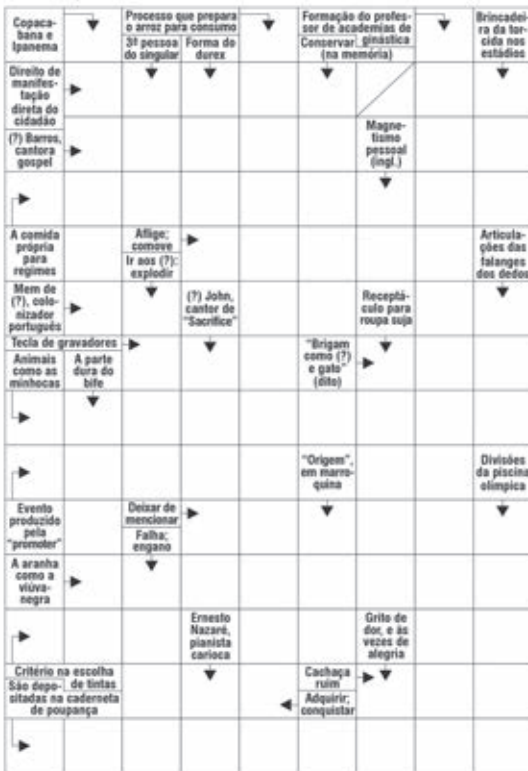 Copaca-
bana e
Ipanema
Processo que prepara
o arroz para consumo
3ª pessoa
do singular
Forma do
durex
Formação do profes-
sor de academias de
ginástica
Conservar
(na memória)
Brincadei-
ra da tor-
cida nos
estádios
Direito de
manifes-
tação
direta do
cidadão
(?) Barros,
cantora
gospel
Magne-
tismo
pessoal
(ingl.)
A comida
própria
para
regimes
Aflige;
comove
Ir aos (?):
explodir
Articula-
ções das
falanges
dos dedos
Mem de
(?), colo-
nizador
português
(?) John,
cantor de
"Sacrifice"
Receptá-
culo para
roupa suja
Tecla de gravadores
Animais
como as
minhocas
A parte
dura do
bife
"Brigam
como (?)
e gato"
(dito)
"Origem",
em marro-
quina
Divisões
da piscina
olímpica
Evento
produzido
pela
"promoter"
Deixar de
mencionar
Falha;
engano
A aranha
como a
viúva-
negra
Ernesto
Nazaré,
pianista
carioca
Grito de
dor, e às
vezes de
alegria
Critério na escolha
de tintas
São depo-
sitadas na caderneta
de poupança
Cachaça
ruim
Adquirir;
conquistar